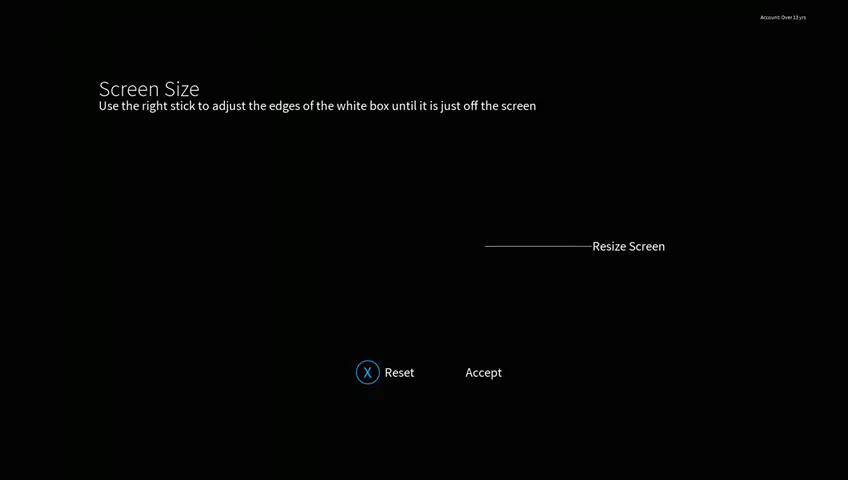 Account: Over 13 yrs
Screen Size
Use the right stick to adjust the edges of the white box until it is just off the screen
Resize Screen
X Reset
Accept